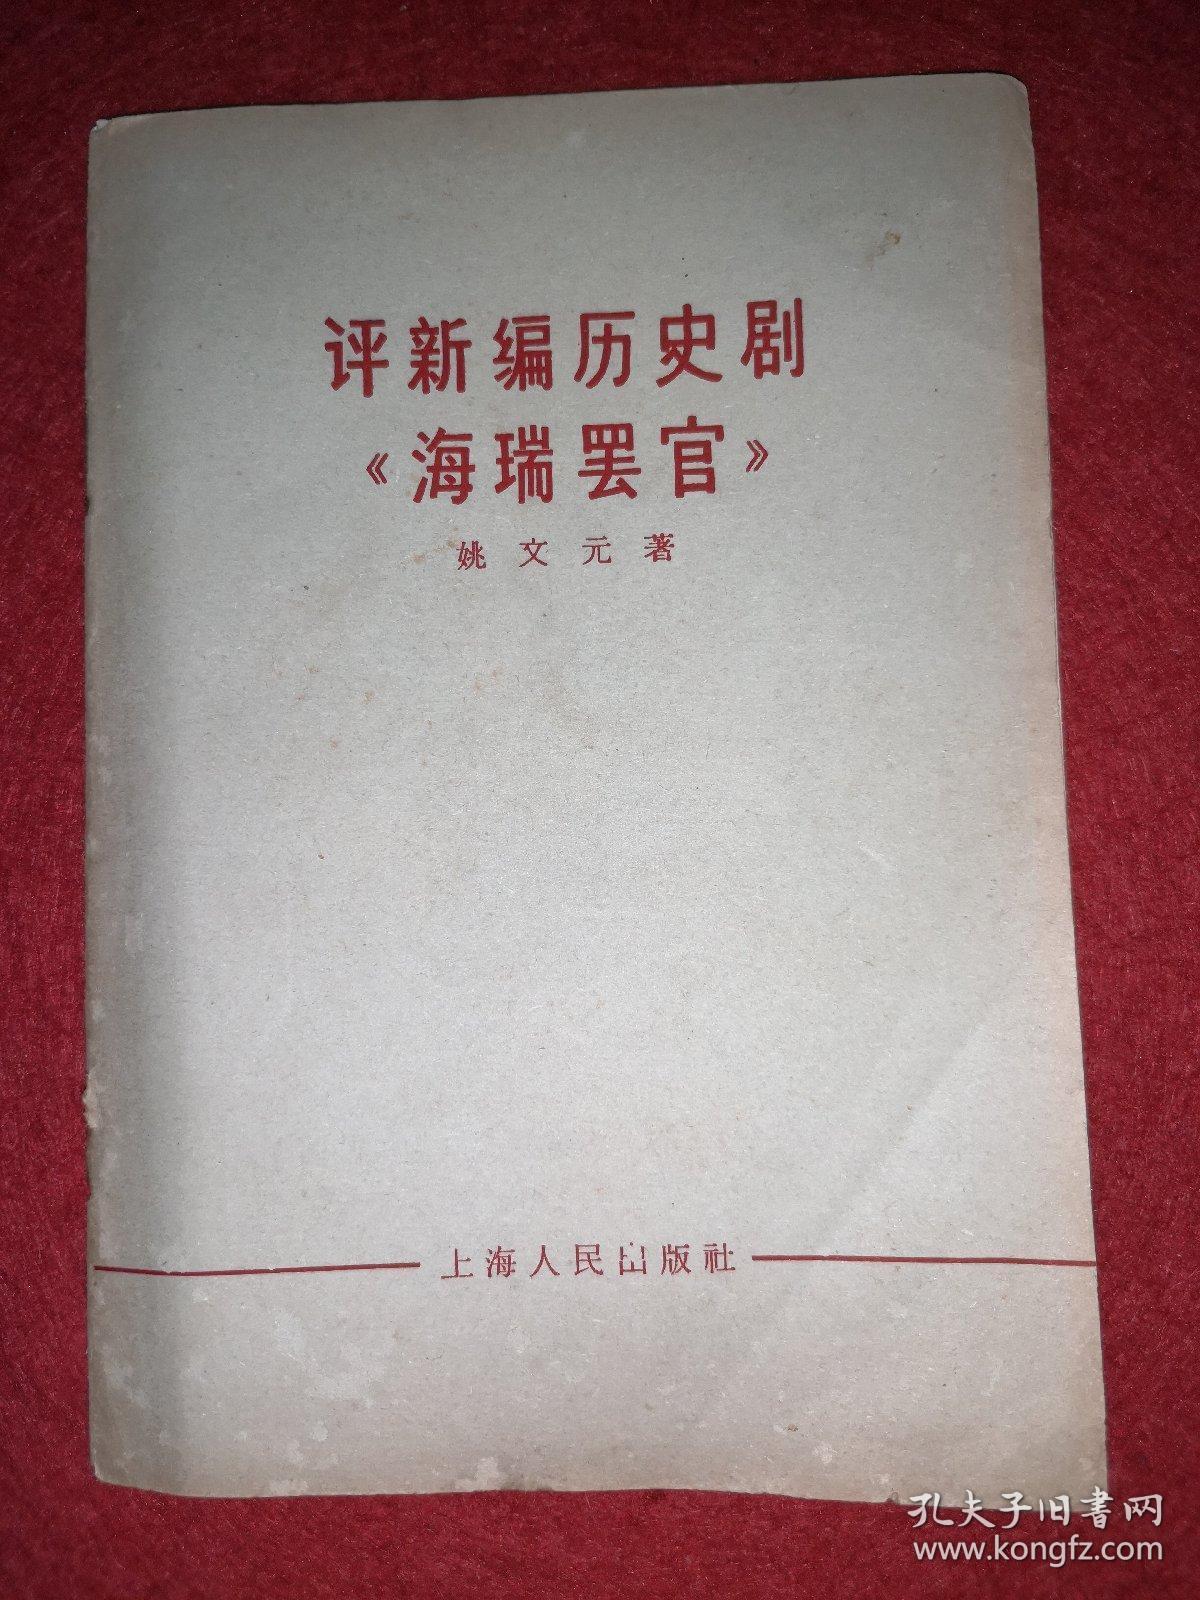 评新编历史剧
《海瑞罢官》
姚文元著
上海人民出版社
孔夫子旧书网
www.kongfz.com